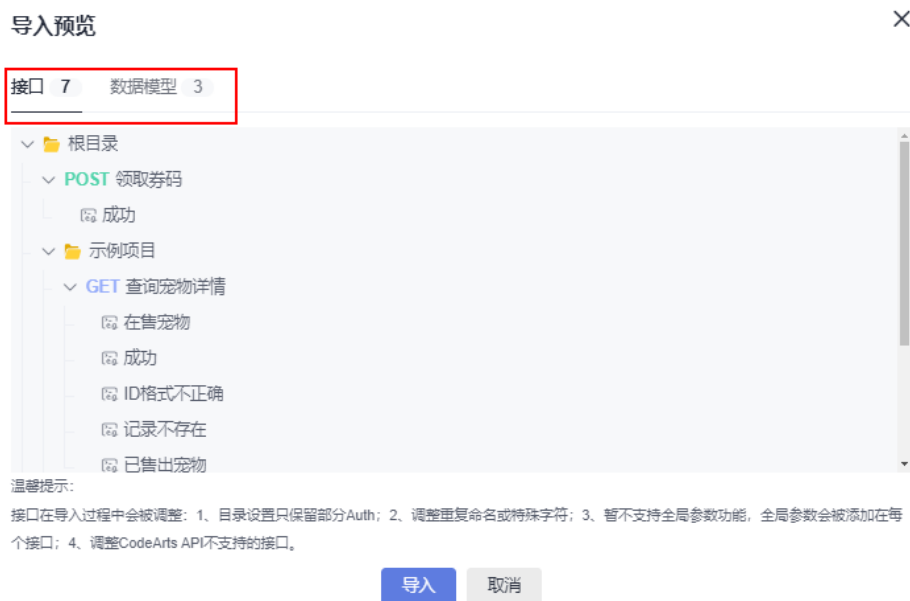 导入预览
接口 7 数据模型 3
根目录
POST 领取券码
成功
示例项目
GET 查询宠物详情
在售宠物
成功
ID格式不正确
记录不存在
已售出宠物
温馨提示：
接口在导入过程中会被调整：1、目录设置只保留部分Auth；2、调整重复命名或特殊字符；3、暂不支持全局参数功能，全局参数会被添加在每
个接口；4、调整CodeArts API不支持的接口。
导入 取消